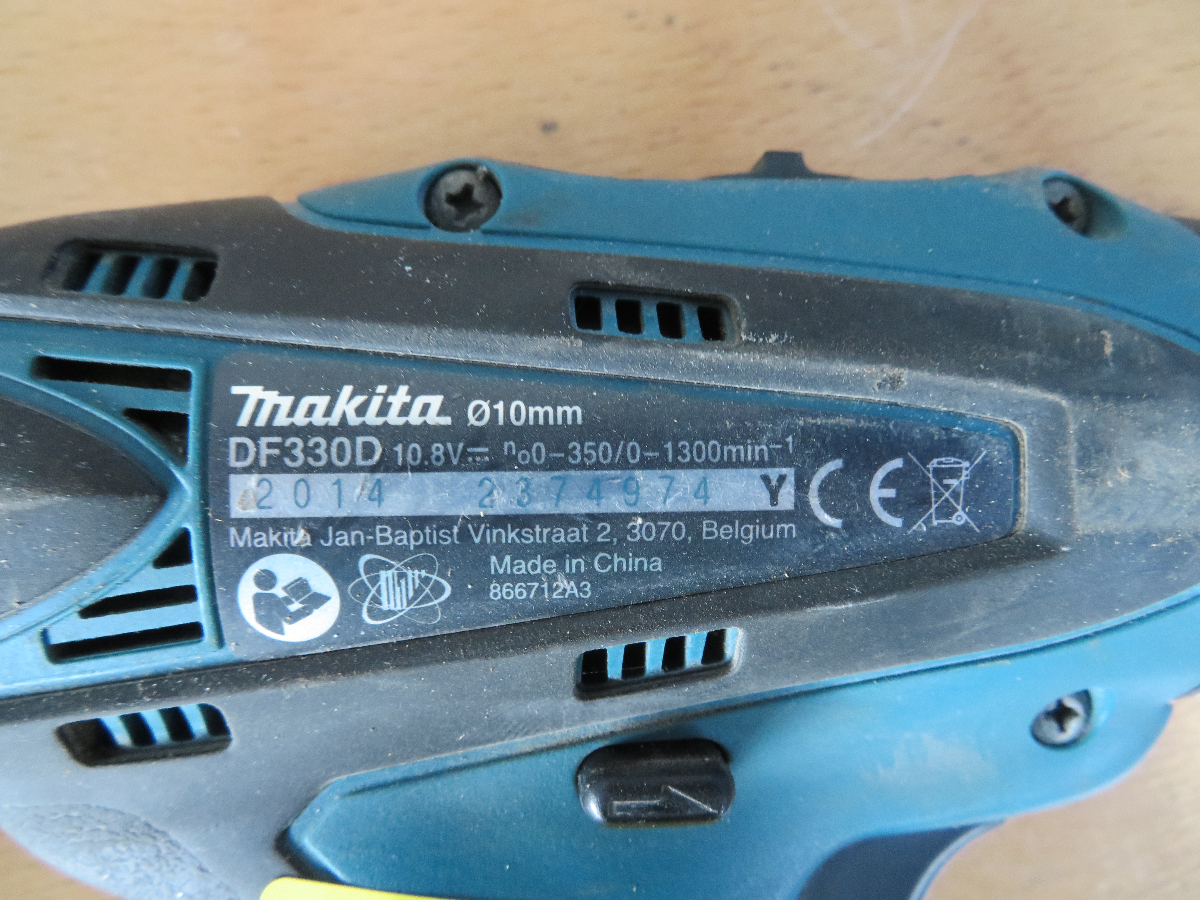 makita Ø10mm
DF330D 10.8V⎓ n₀0-350/0-1300min⁻¹
2014 2374974 Y CE
Makita Jan-Baptist Vinkstraat 2, 3070, Belgium
Made in China
866712A3